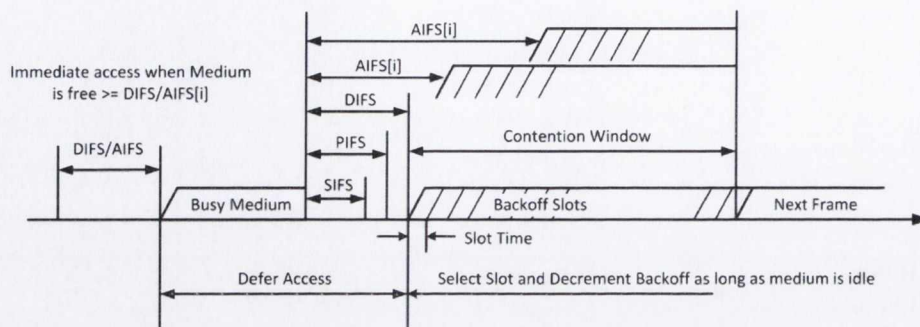 AIFS[i]
AIFS[i]
Immediate access when Medium
is free >= DIFS/AIFS[i]
DIFS
Contention Window
DIFS/AIFS
PIFS
SIFS
Busy Medium
Backoff Slots
Next Frame
Slot Time
Defer Access
Select Slot and Decrement Backoff as long as medium is idle